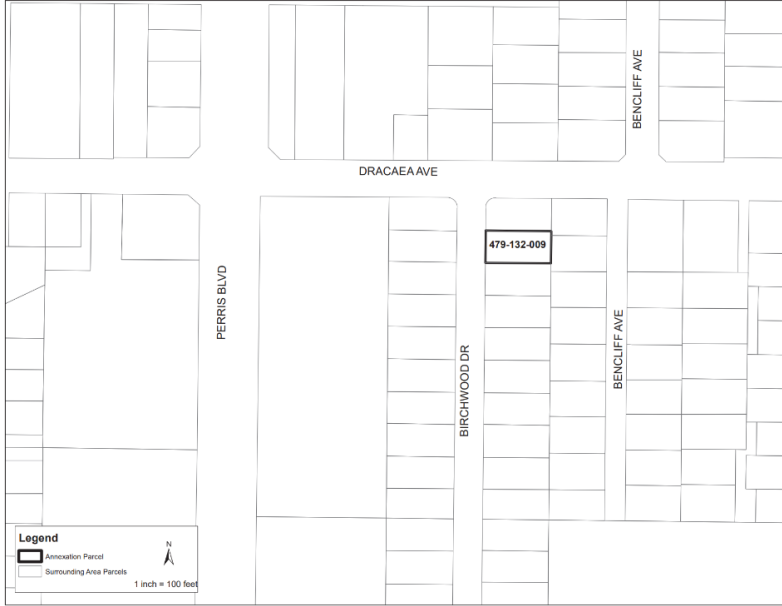 BENCLIFF AVE
DRACAEA AVE
479-132-009
PERRIS BLVD
BIRCHWOOD DR
BENCLIFF AVE
Legend
Annexation Parcel
Surrounding Area Parcels
N
1 inch = 100 feet